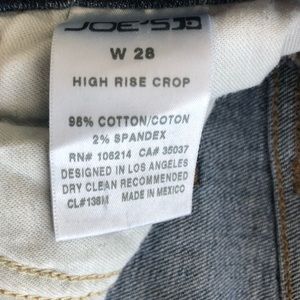 JOE'S
W 28
HIGH RISE CROP
98% COTTON/COTON
2% SPANDEX
RN# 106214 CA# 35037
DESIGNED IN LOS ANGELES
DRY CLEAN RECOMMENDED
CL#138M MADE IN MEXICO